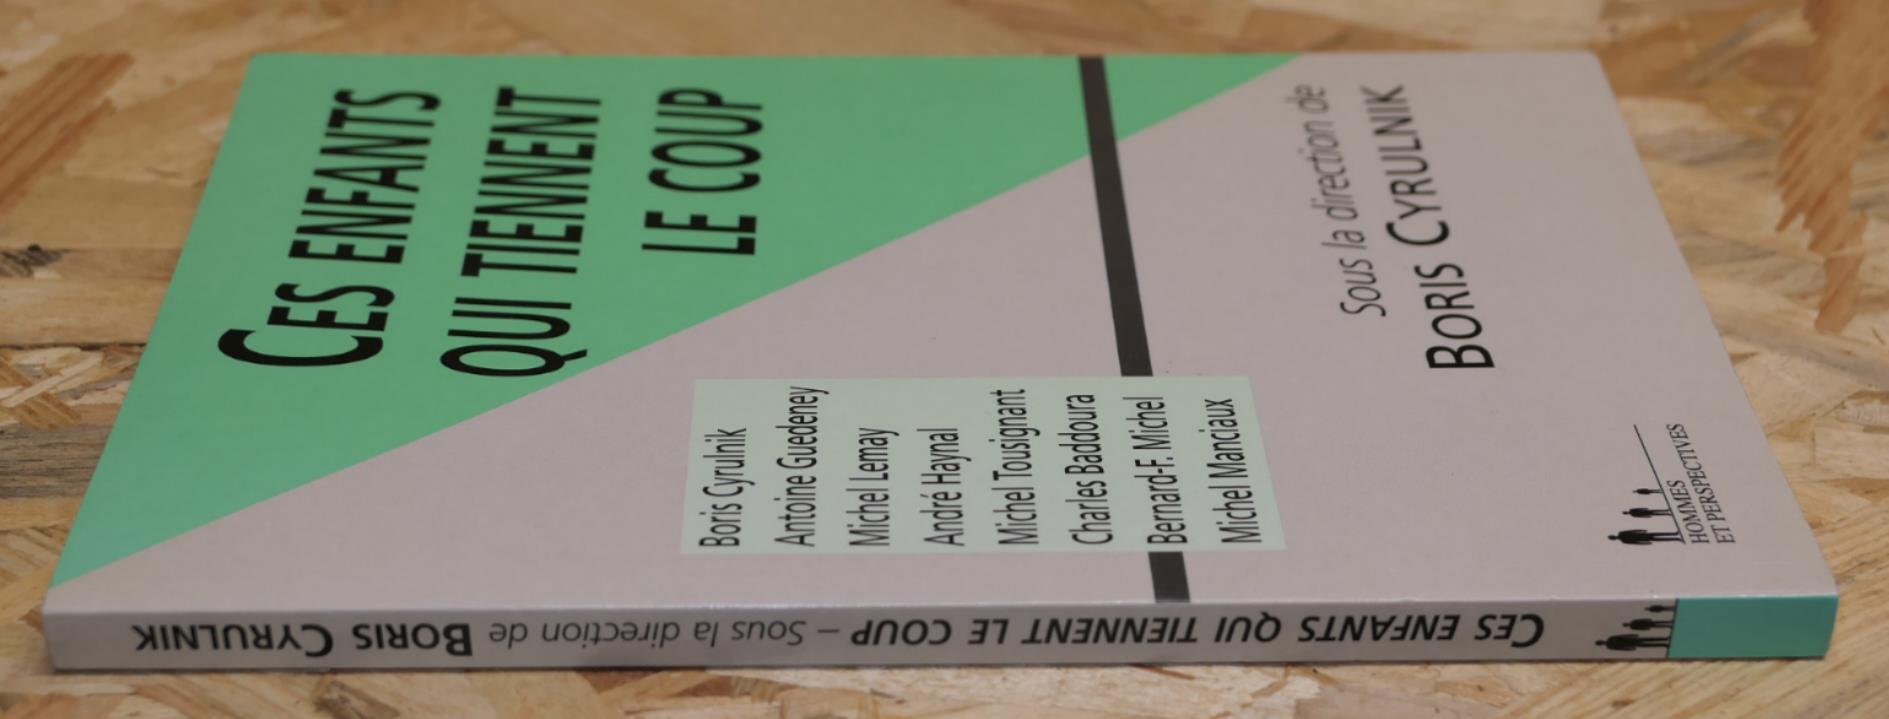 CES ENFANTS
QUI TIENNENT
LE COUP
Boris Cyrulnik
Antoine Guedeney
Michel Lemay
André Haynal
Michel Tousignant
Charles Baddoura
Bernard-F. Michel
Michel Manciaux
Sous la direction de
BORIS CYRULNIK
HOMMES
ET PERSPECTIVES
CES ENFANTS QUI TIENNENT LE COUP – Sous la direction de BORIS CYRULNIK